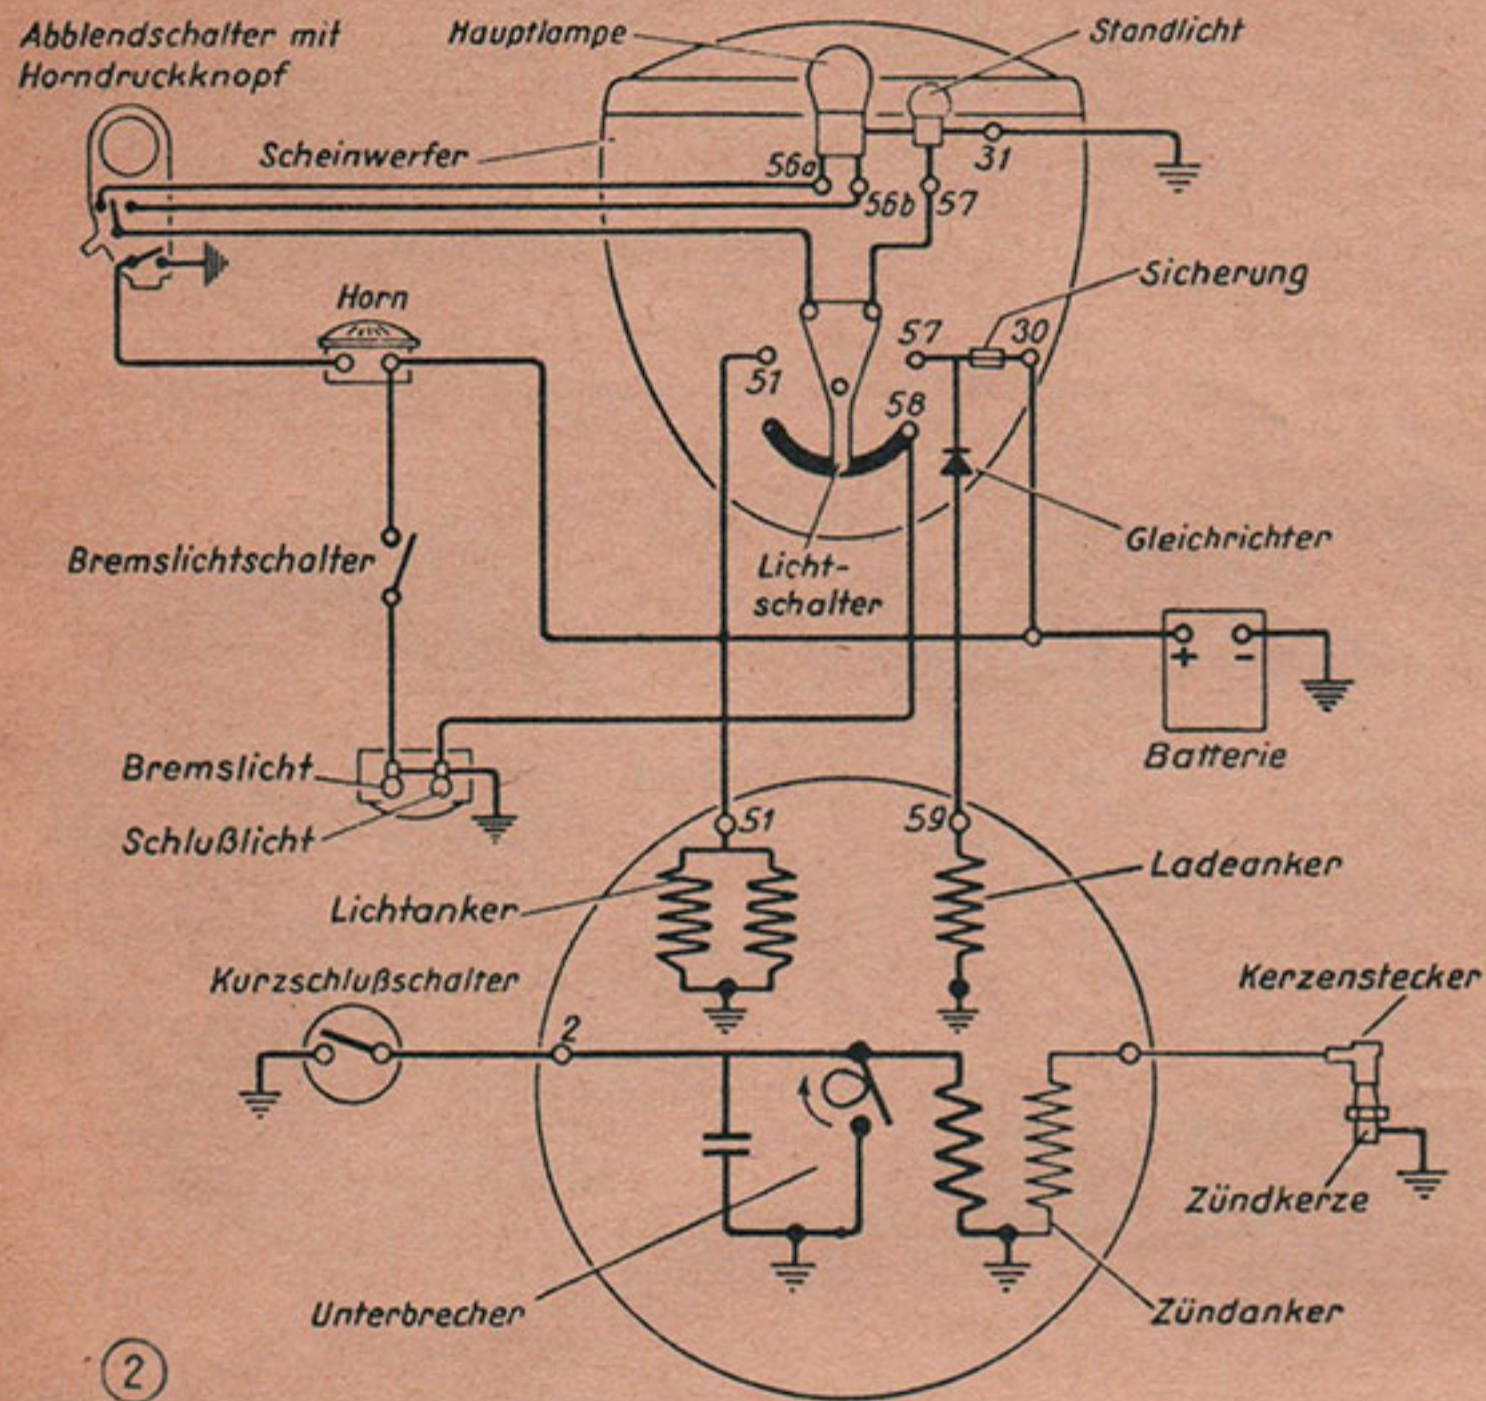 Abblendschalter mit
Horndruckknopf
Hauptlampe
Standlicht
Scheinwerfer
56a
56b
57
31
Sicherung
Horn
51
57
30
58
Bremslichtschalter
Licht-
schalter
Gleichrichter
+ -
Batterie
Bremslicht
Schlußlicht
51
59
Lichtanker
Ladeanker
Kurzschlußschalter
2
Kerzenstecker
Zündkerze
Unterbrecher
Zündanker
2